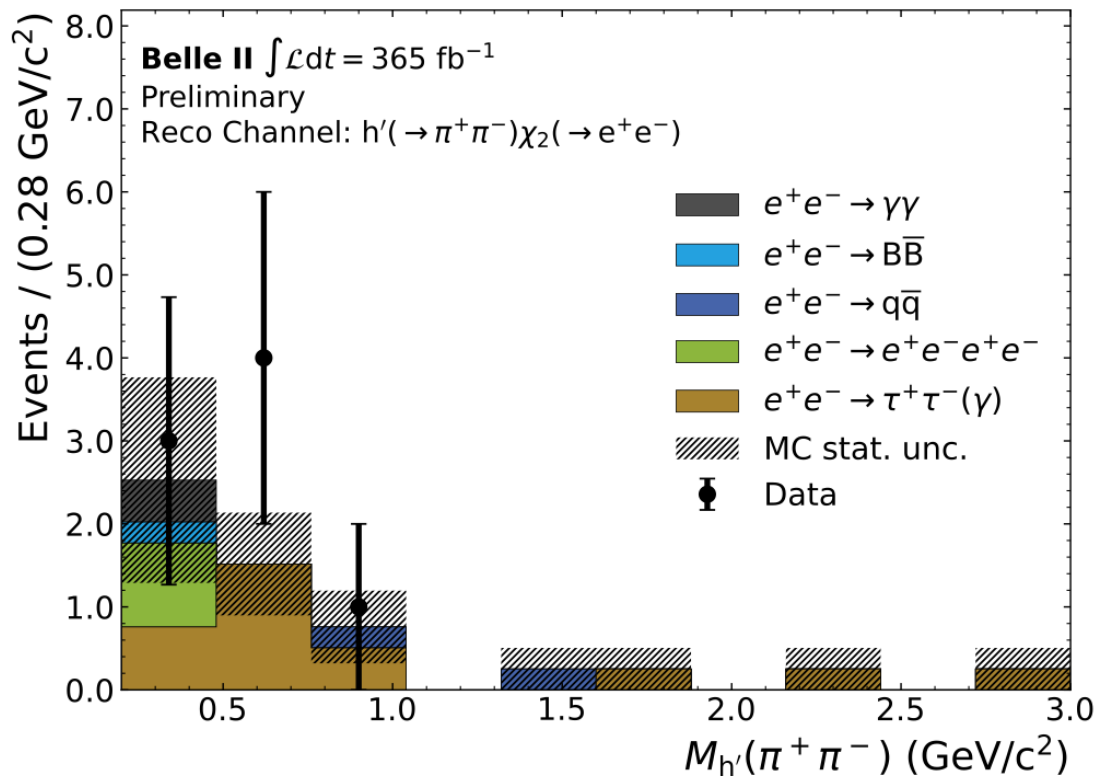 Events / (0.28 GeV/c²)
8.0
7.0
6.0
5.0
4.0
3.0
2.0
1.0
0.0
Belle II ∫ℒdt = 365 fb⁻¹
Preliminary
Reco Channel: h′(→ π⁺π⁻)χ₂(→ e⁺e⁻)
e⁺e⁻ → γγ
e⁺e⁻ → BB̅
e⁺e⁻ → qq̅
e⁺e⁻ → e⁺e⁻e⁺e⁻
e⁺e⁻ → τ⁺τ⁻(γ)
MC stat. unc.
Data
0.5 1.0 1.5 2.0 2.5 3.0
M_h′(π⁺π⁻) (GeV/c²)